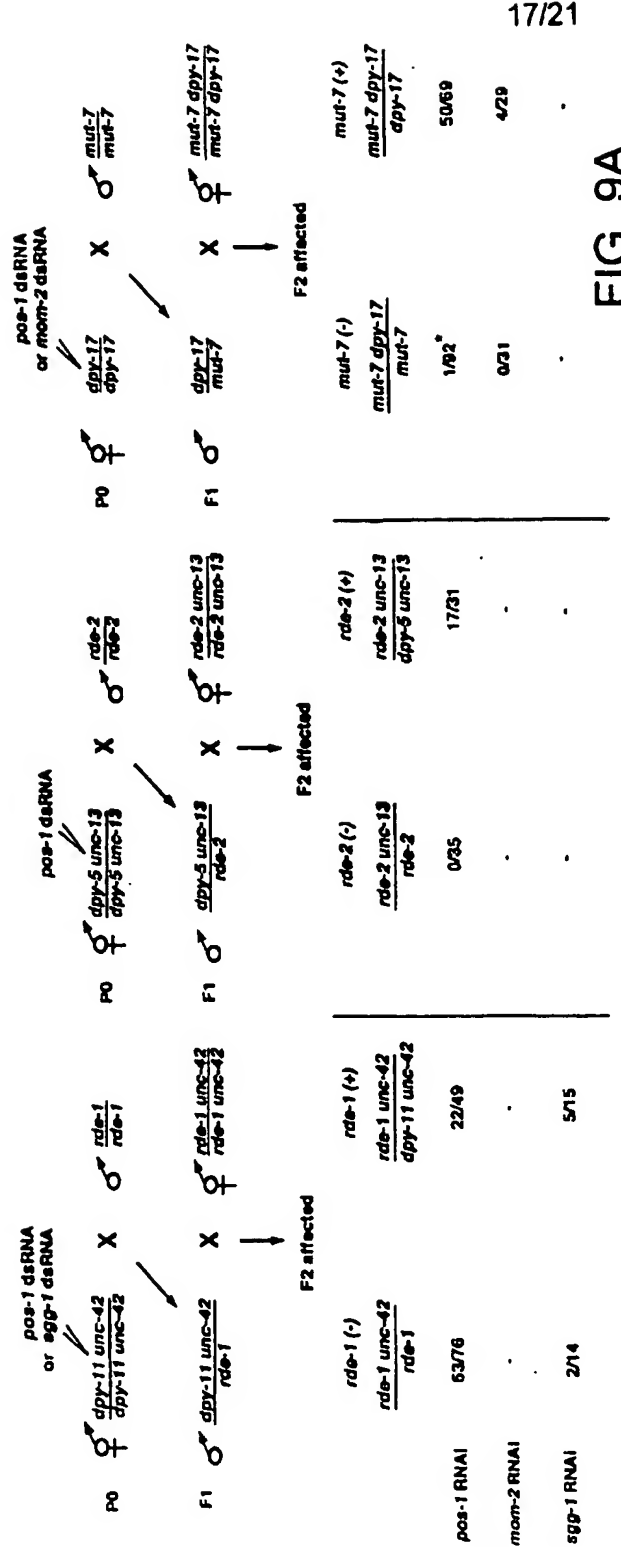 17/21
pos-1 dsRNA
or sgg-1 dsRNA
P0 dpy-11 unc-42 X rde-1
dpy-11 unc-42 rde-1
F1 dpy-11 unc-42 X rde-1 unc-42
rde-1 rde-1 unc-42
F2 affected
rde-1 (-) rde-1 (+)
rde-1 unc-42 rde-1 unc-42
rde-1 dpy-11 unc-42
pos-1 RNAi 63/76 22/49
mom-2 RNAi - -
sgg-1 RNAi 2/14 5/15
pos-1 dsRNA
P0 dpy-5 unc-13 X rde-2
dpy-5 unc-13 rde-2
F1 dpy-5 unc-13 X rde-2 unc-13
rde-2 rde-2 unc-13
F2 affected
rde-2 (-) rde-2 (+)
rde-2 unc-13 rde-2 unc-13
rde-2 dpy-5 unc-13
0/35 17/31
- -
- -
pos-1 dsRNA
or mom-2 dsRNA
P0 dpy-17 X mut-7
dpy-17 mut-7
F1 dpy-17 X mut-7 dpy-17
mut-7 mut-7 dpy-17
F2 affected
mut-7 (-) mut-7 (+)
mut-7 dpy-17 mut-7 dpy-17
mut-7 dpy-17
1/92* 50/69
0/31 4/29
- -
FIG. 9A